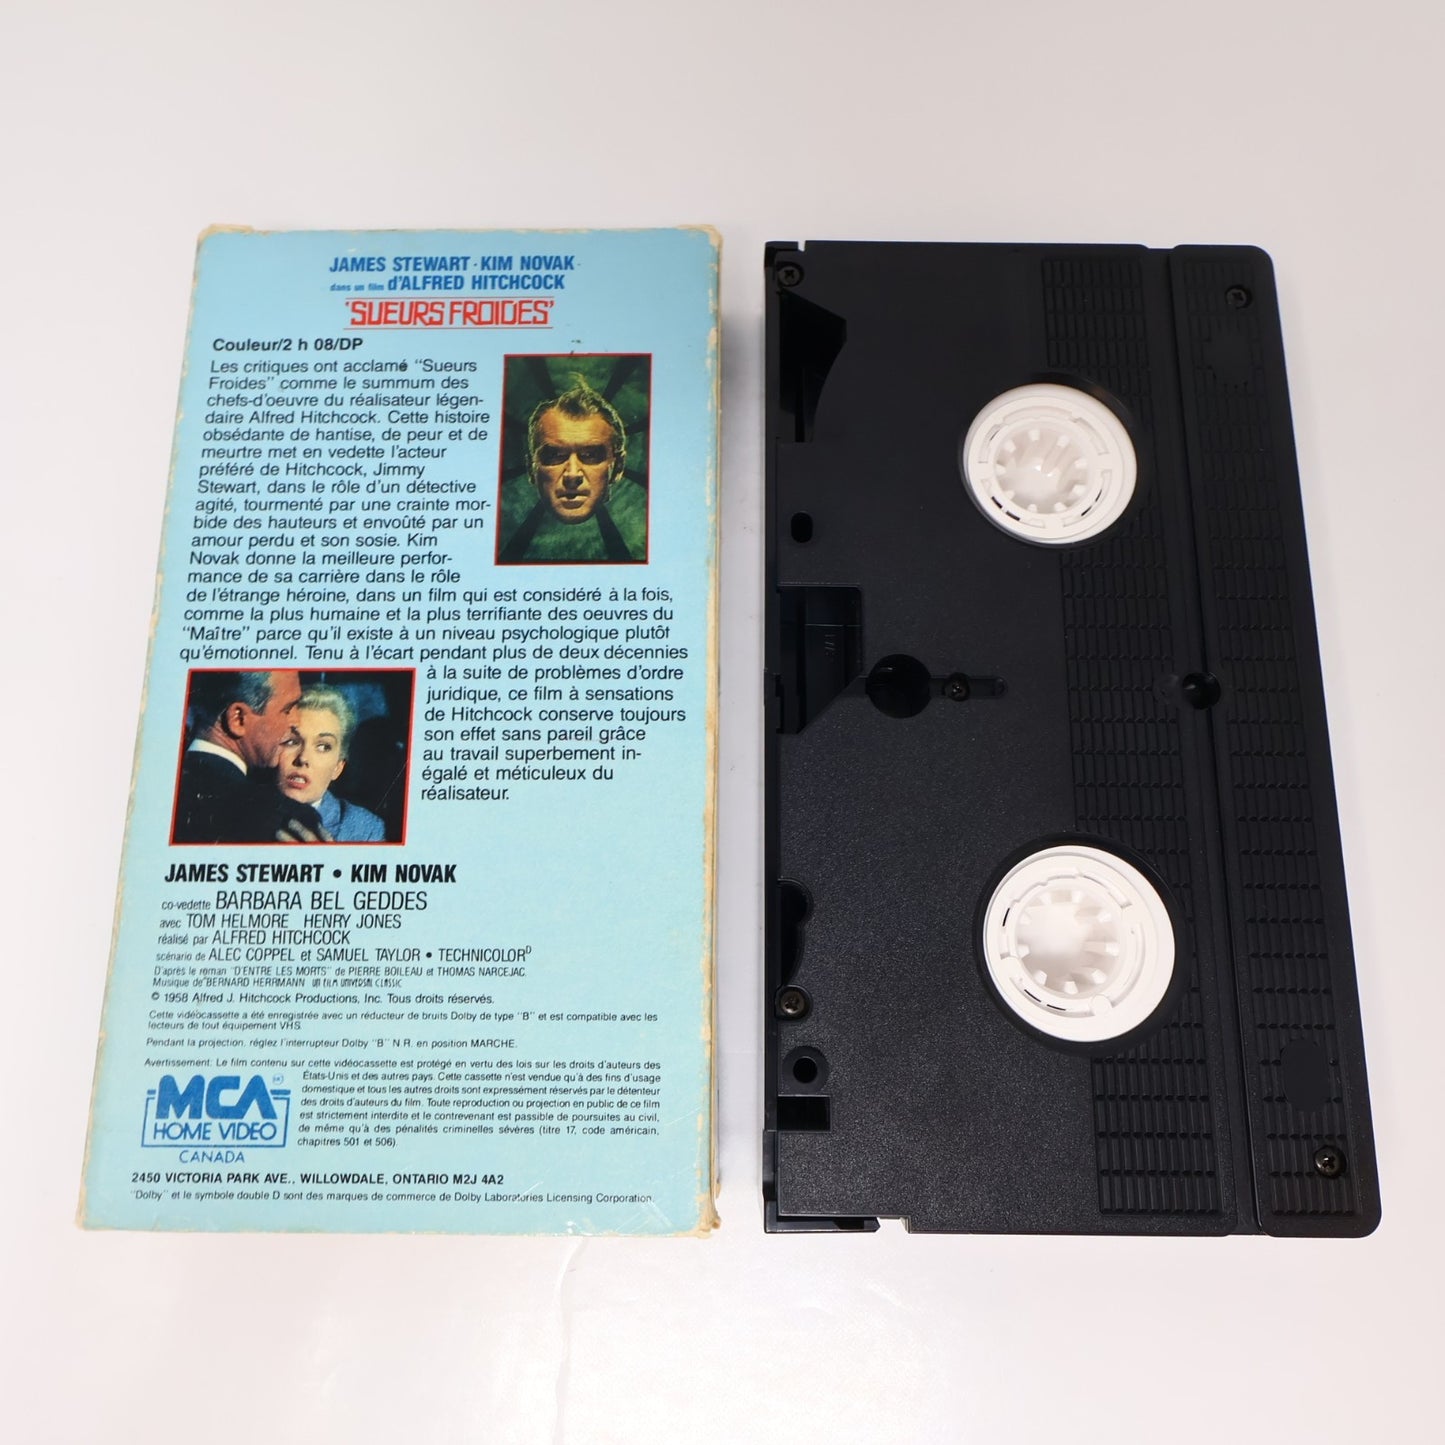 JAMES STEWART · KIM NOVAK
dans un film d'ALFRED HITCHCOCK
'SUEURS FROIDES'
Couleur/2 h 08/DP
Les critiques ont acclamé "Sueurs
Froides" comme le summum des
chefs-d'oeuvre du réalisateur légen-
daire Alfred Hitchcock. Cette histoire
obsédante de hantise, de peur et de
meurtre met en vedette l'acteur
préféré de Hitchcock, Jimmy
Stewart, dans le rôle d'un détective
agité, tourmenté par une crainte mor-
bide des hauteurs et envoûté par un
amour perdu et son sosie. Kim
Novak donne la meilleure perfor-
mance de sa carrière dans le rôle
de l'étrange héroine, dans un film qui est considéré à la fois,
comme la plus humaine et la plus terrifiante des oeuvres du
"Maître" parce qu'il existe à un niveau psychologique plutôt
qu'émotionnel. Tenu à l'écart pendant plus de deux décennies
à la suite de problèmes d'ordre
juridique, ce film à sensations
de Hitchcock conserve toujours
son effet sans pareil grâce
au travail superbement in-
égalé et méticuleux du
réalisateur.
JAMES STEWART • KIM NOVAK
co-vedette BARBARA BEL GEDDES
avec TOM HELMORE HENRY JONES
réalisé par ALFRED HITCHCOCK
scénario de ALEC COPPEL et SAMUEL TAYLOR • TECHNICOLOR
D'après le roman "D'ENTRE LES MORTS" de PIERRE BOILEAU et THOMAS NARCEJAC.
Musique de BERNARD HERRMANN UN FILM UNIVERSAL CLASSIC
© 1958 Alfred J. Hitchcock Productions, Inc. Tous droits réservés.
Cette vidéocassette a été enregistrée avec un réducteur de bruits Dolby de type "B" et est compatible avec les
lecteurs de tout équipement VHS.
Pendant la projection, réglez l'interrupteur Dolby "B" N.R. en position MARCHE.
Avertissement: Le film contenu sur cette vidéocassette est protégé en vertu des lois sur les droits d'auteurs des
États-Unis et des autres pays. Cette cassette n'est vendue qu'à des fins d'usage
domestique et tous les autres droits sont expressément réservés par le détenteur
des droits d'auteurs du film. Toute reproduction ou projection en public de ce film
est strictement interdite et le contrevenant est passible de poursuites au civil,
de même qu'à des pénalités criminelles sévères (titre 17, code américain,
chapitres 501 et 506).
MCA
HOME VIDEO
CANADA
2450 VICTORIA PARK AVE., WILLOWDALE, ONTARIO M2J 4A2
"Dolby" et le symbole double D sont des marques de commerce de Dolby Laboratories Licensing Corporation.